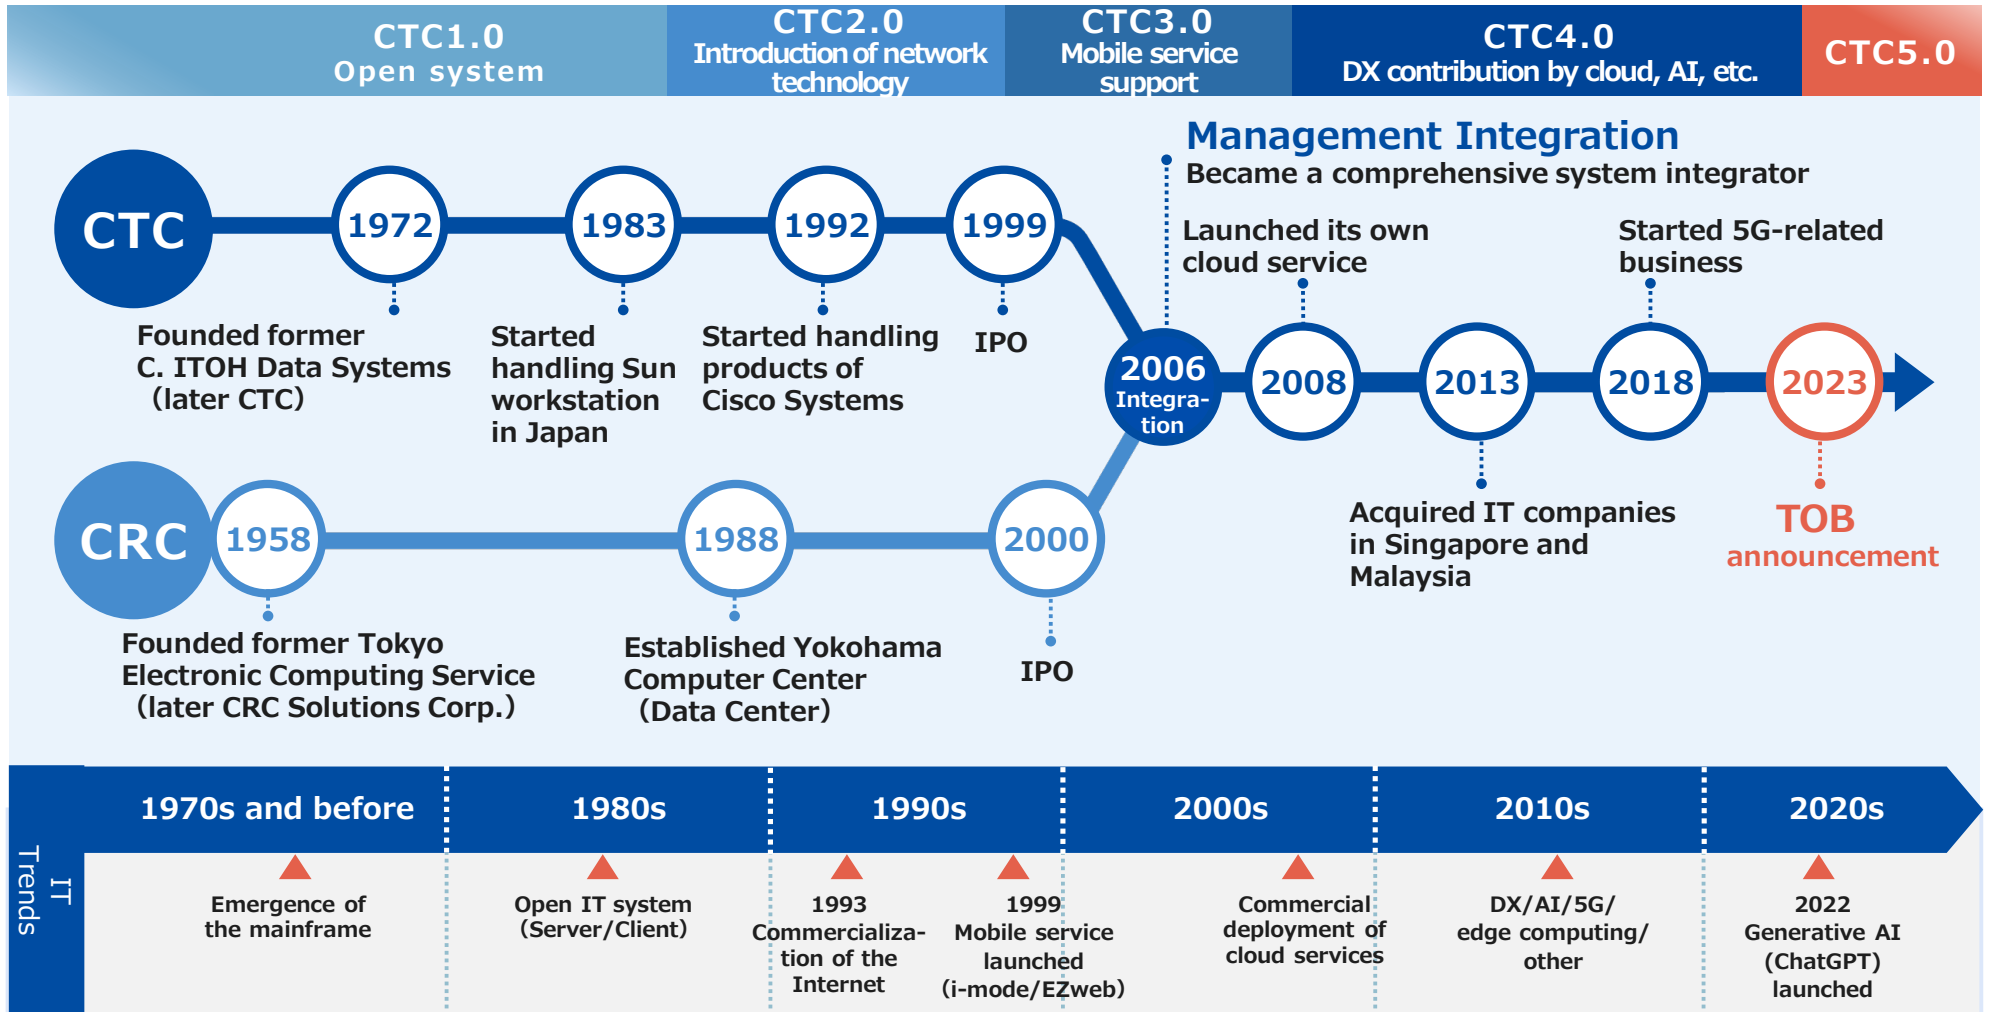 CTC1.0
Open system
CTC2.0
Introduction of network
technology
CTC3.0
Mobile service
support
CTC4.0
DX contribution by cloud, AI, etc.
CTC5.0
Management Integration
Became a comprehensive system integrator
CTC
1972
1983
1992
1999
Founded former
C. ITOH Data Systems
（later CTC）
Started
handling Sun
workstation
in Japan
Started handling
products of
Cisco Systems
IPO
Launched its own
cloud service
Started 5G-related
business
2006
Integra-
tion
2008
2013
2018
2023
Acquired IT companies
in Singapore and
Malaysia
TOB
announcement
CRC
1958
1988
2000
Founded former Tokyo
Electronic Computing Service
（later CRC Solutions Corp.）
Established Yokohama
Computer Center
（Data Center）
IPO
IT
Trends
1970s and before
1980s
1990s
2000s
2010s
2020s
Emergence of
the mainframe
Open IT system
（Server/Client）
1993
Commercializa-
tion of the
Internet
1999
Mobile service
launched
(i-mode/EZweb)
Commercial
deployment of
cloud services
DX/AI/5G/
edge computing/
other
2022
Generative AI
(ChatGPT)
launched